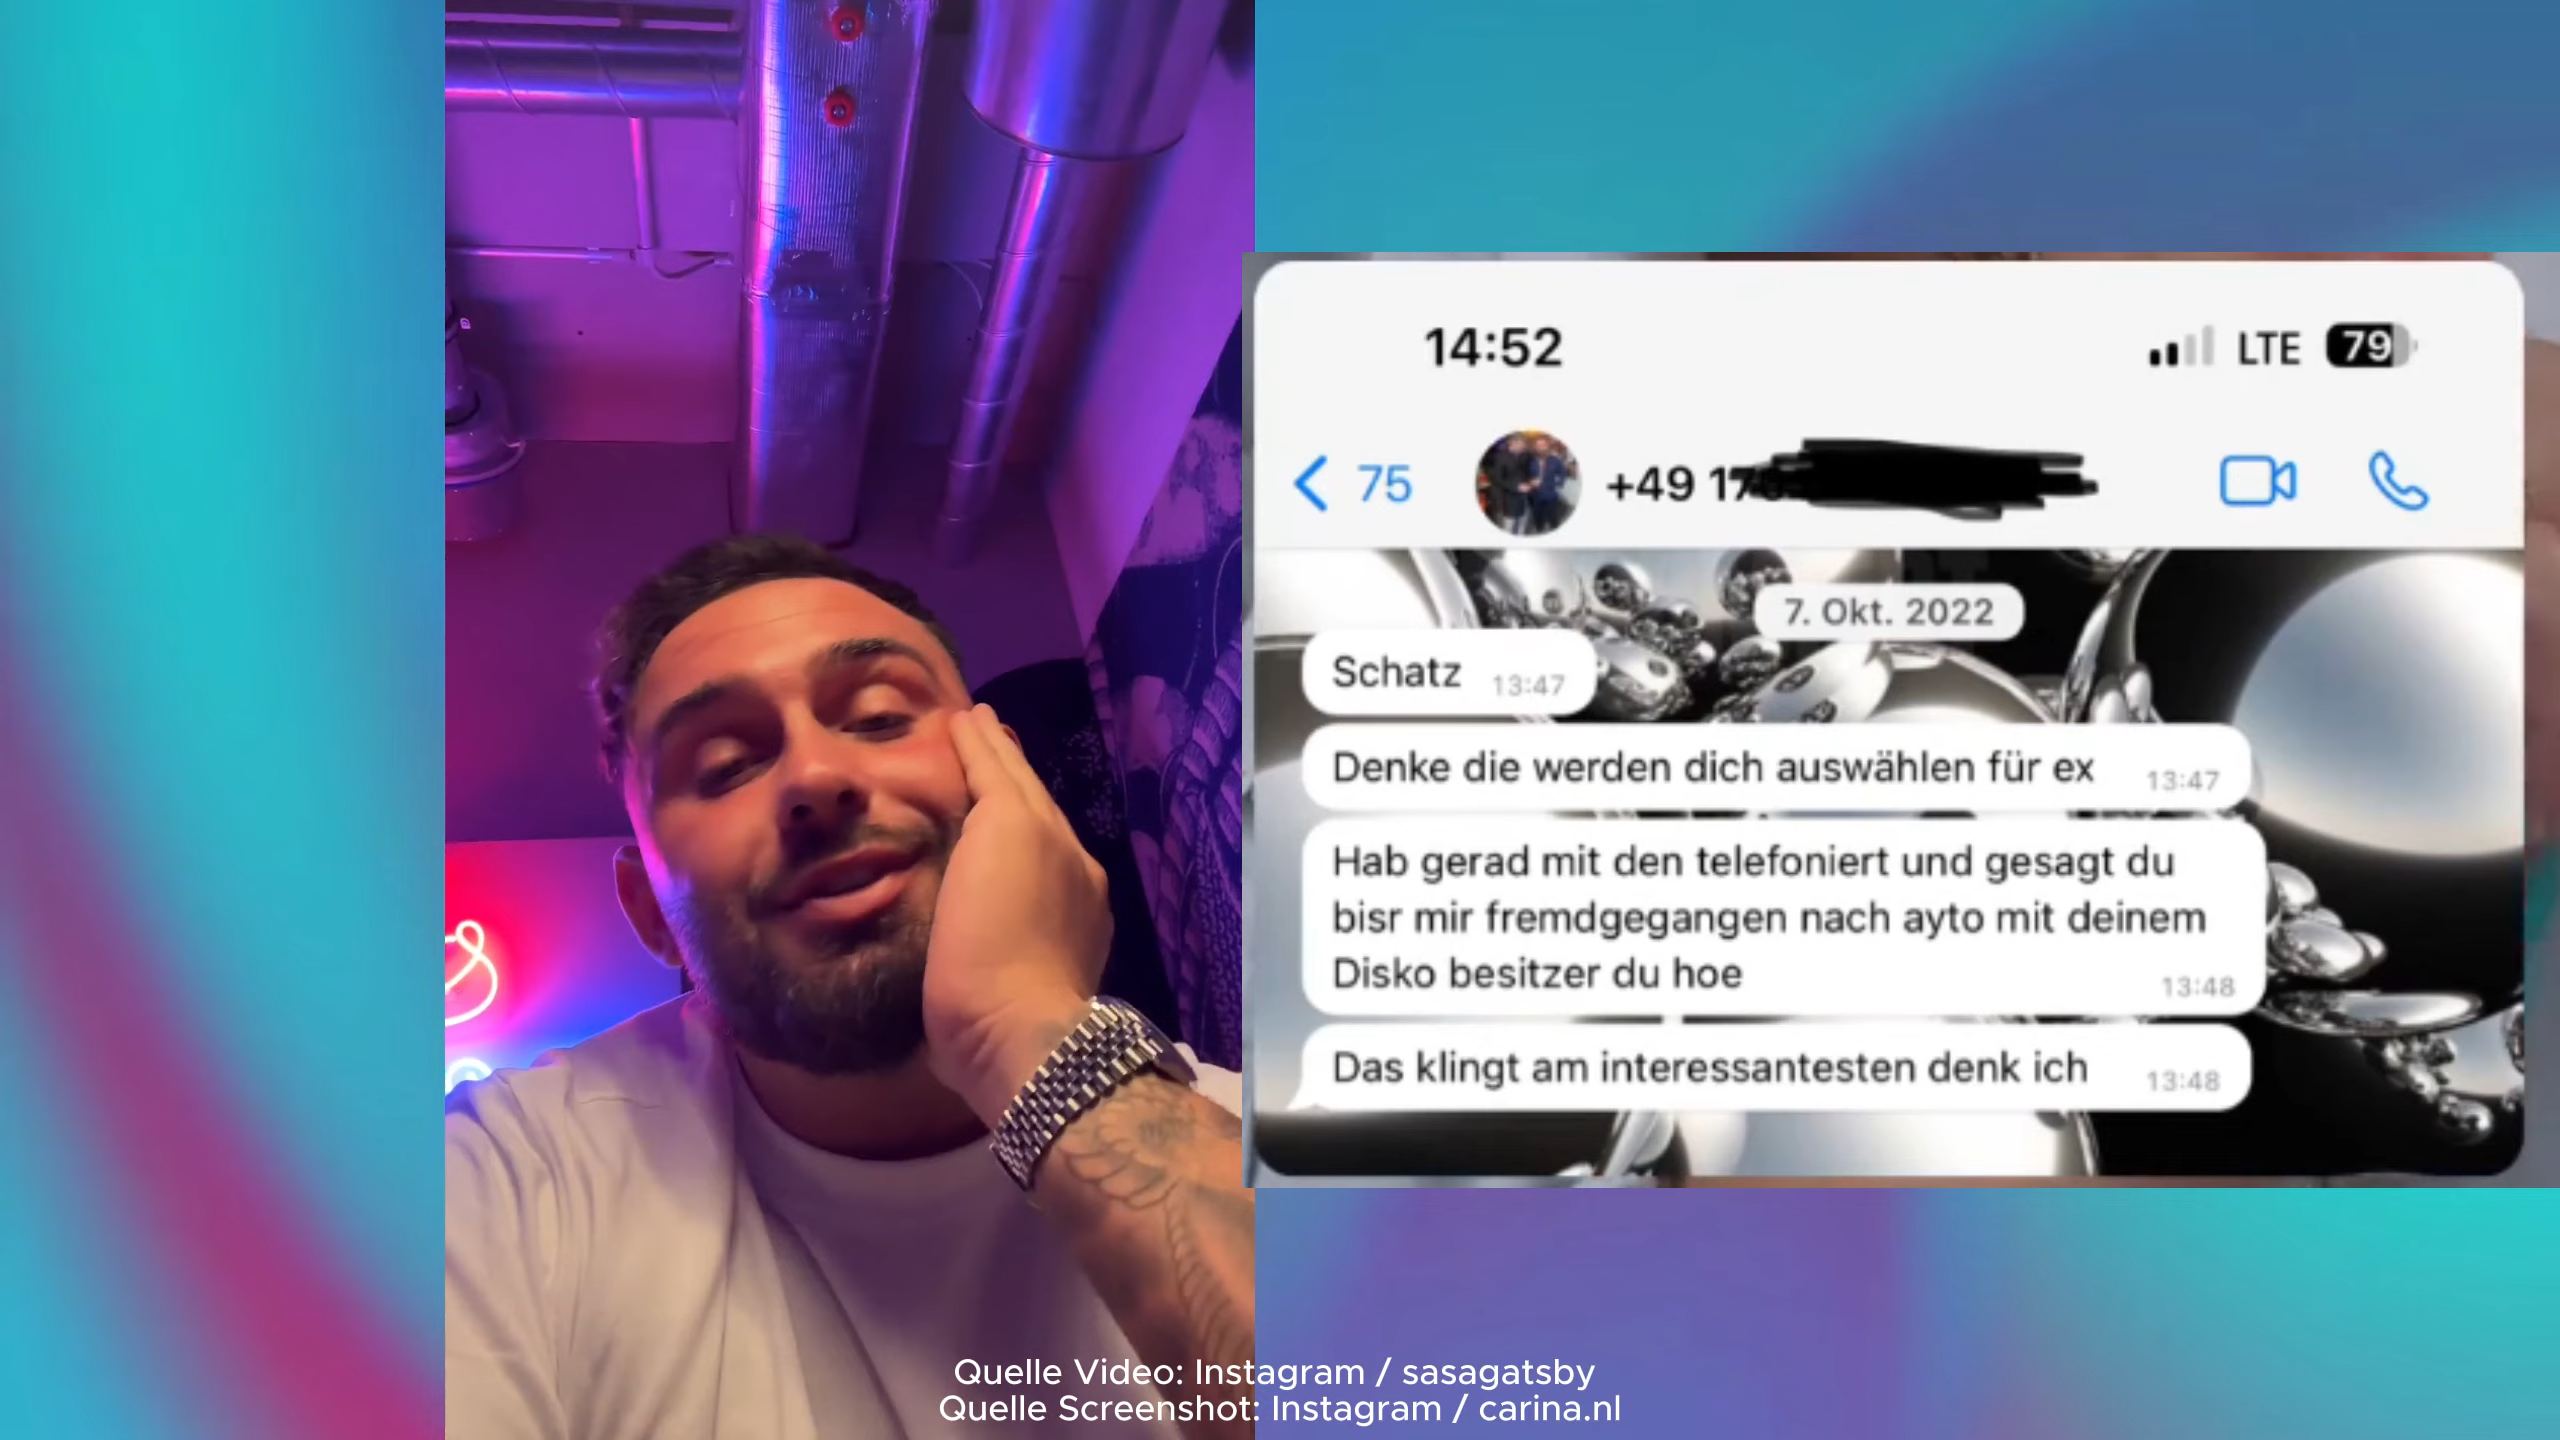 14:52
LTE 79
75
+49 17
7. Okt. 2022
Schatz 13:47
Denke die werden dich auswählen für ex 13:47
Hab gerad mit den telefoniert und gesagt du
bisr mir fremdgegangen nach ayto mit deinem
Disko besitzer du hoe 13:48
Das klingt am interessantesten denk ich 13:48
Quelle Video: Instagram / sasagatsby
Quelle Screenshot: Instagram / carina.nl